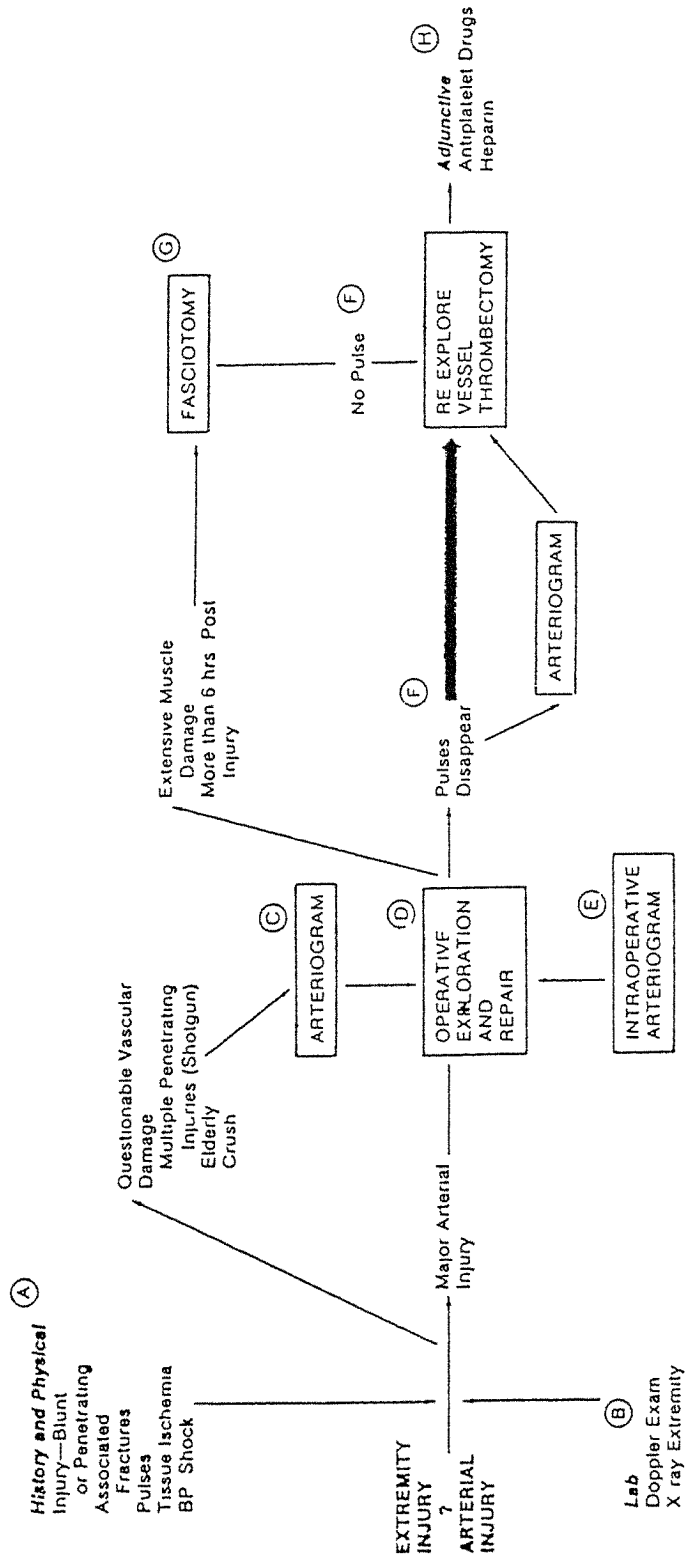 History and Physical
Injury—Blunt
or Penetrating
Associated
Fractures
Pulses
Tissue Ischemia
BP Shock
A
EXTREMITY
INJURY
?
ARTERIAL
INJURY
Lab
Doppler Exam
X ray Extremity
B
Questionable Vascular
Damage
Multiple Penetrating
Injuries (Shotgun)
Elderly
Crush
Major Arterial
Injury
C
ARTERIOGRAM
D
OPERATIVE
EXPLORATION
AND
REPAIR
E
INTRAOPERATIVE
ARTERIOGRAM
Extensive Muscle
Damage
More than 6 hrs Post
Injury
Pulses
Disappear
F
ARTERIOGRAM
G
FASCIOTOMY
No Pulse
F
RE EXPLORE
VESSEL
THROMBECTOMY
H
Adjunctive
Antiplatelet Drugs
Heparin